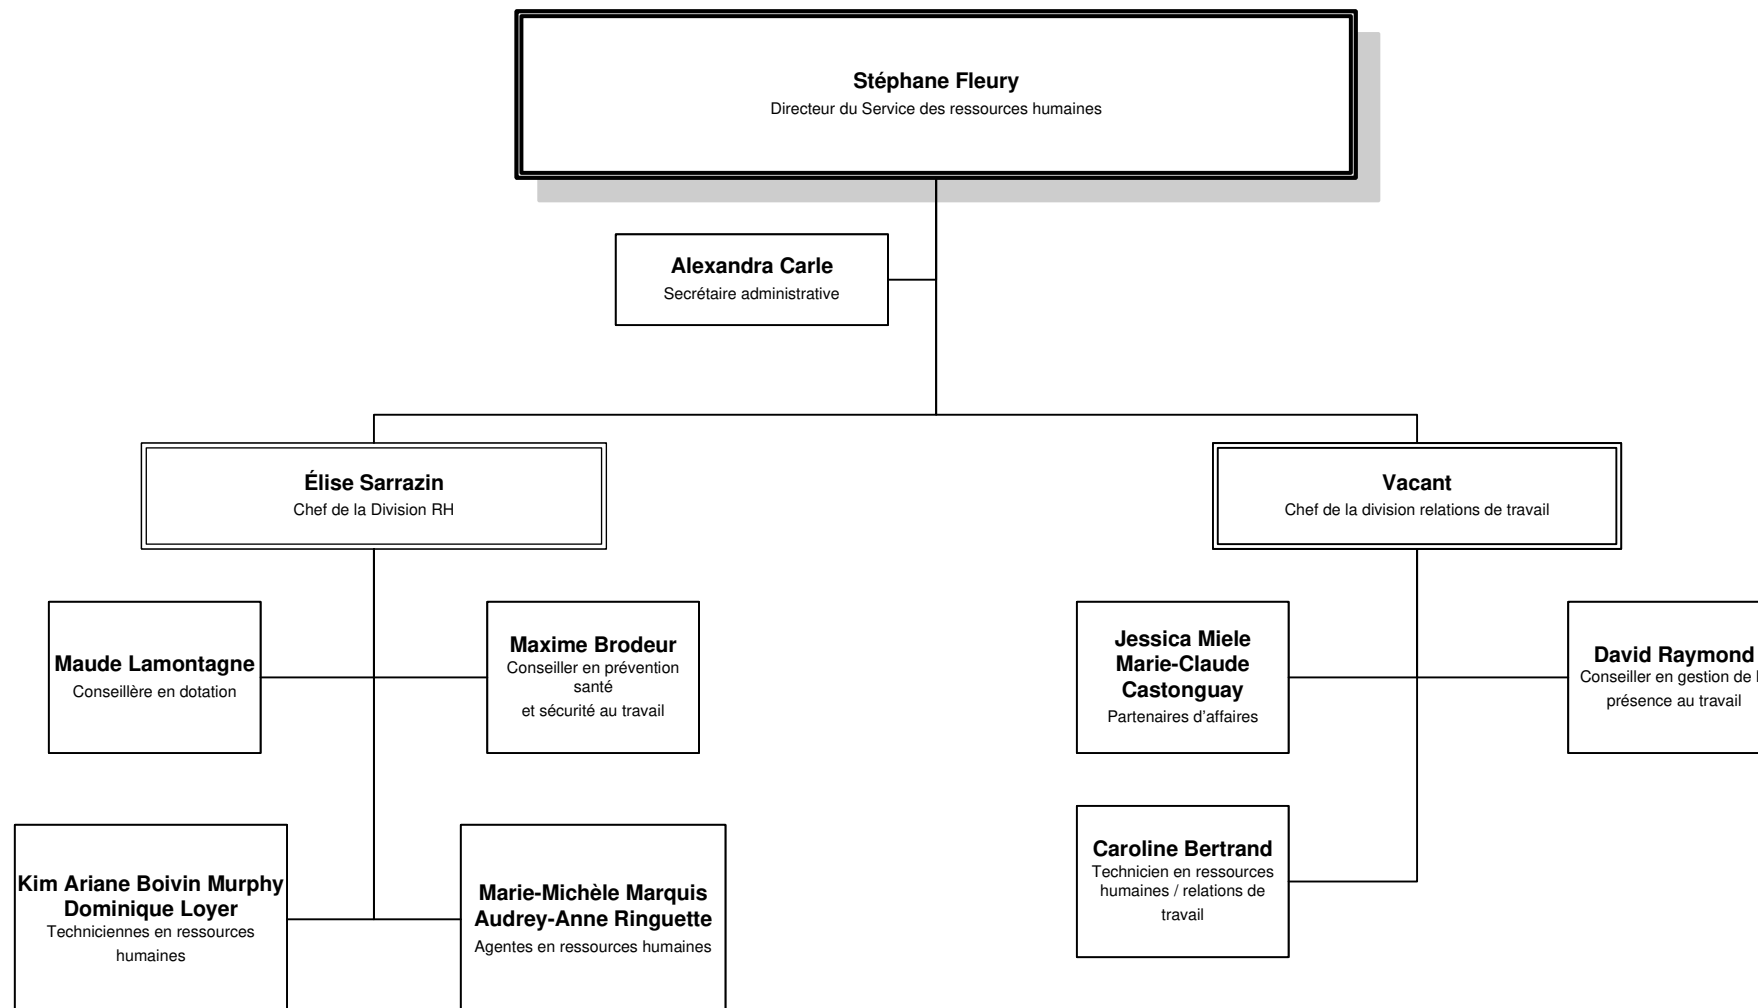 Stéphane Fleury
Directeur du Service des ressources humaines
Alexandra Carle
Secrétaire administrative
Élise Sarrazin
Chef de la Division RH
Vacant
Chef de la division relations de travail
Maude Lamontagne
Conseillère en dotation
Maxime Brodeur
Conseiller en prévention
santé
et sécurité au travail
Jessica Miele
Marie-Claude
Castonguay
Partenaires d'affaires
David Raymond
Conseiller en gestion de
présence au travail
Kim Ariane Boivin Murphy
Dominique Loyer
Techniciennes en ressources
humaines
Marie-Michèle Marquis
Audrey-Anne Ringuette
Agentes en ressources humaines
Caroline Bertrand
Technicien en ressources
humaines / relations de
travail